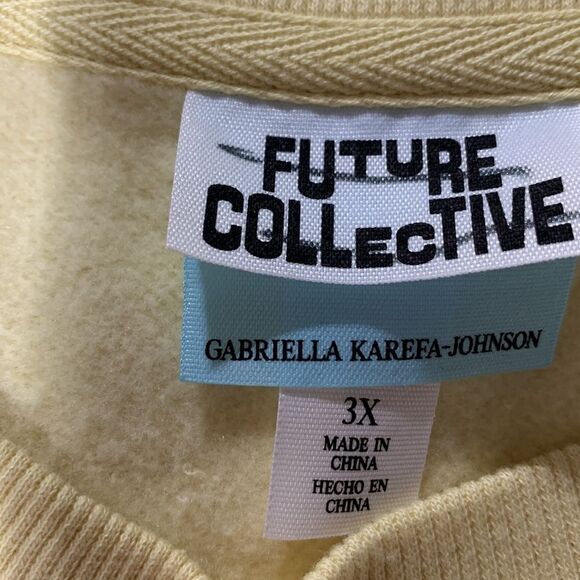 FUTURE
COLLECTIVE
GABRIELLA KAREFA-JOHNSON
3X
MADE IN
CHINA
HECHO EN
CHINA